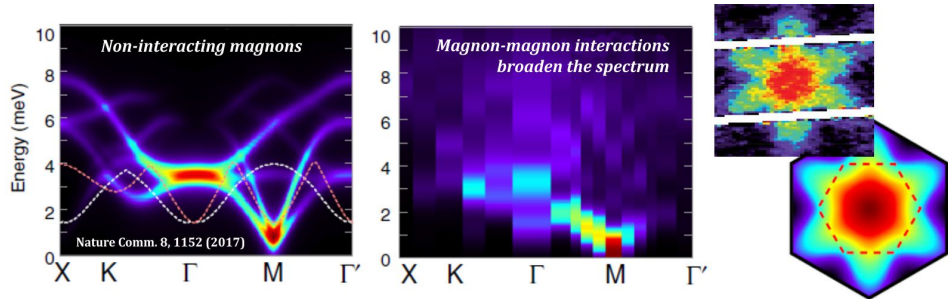 Non-interacting magnons
Energy (meV)
10
8
6
4
2
0
Nature Comm. 8, 1152 (2017)
X K Γ M Γ′
Magnon-magnon interactions
broaden the spectrum
10
8
6
4
2
0
X K Γ M Γ′